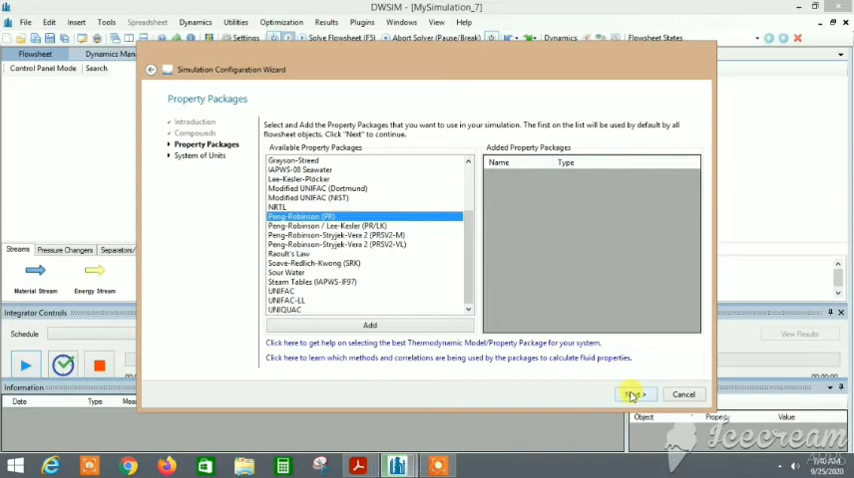 DWSIM - [MySimulation_7]
File Edit Insert Tools Spreadsheet Dynamics Utilities Optimization Results Plugins Windows View Help
Settings Solve Flowsheet (F5) Abort Solver (Pause/Break) Dynamics Flowsheet States
Flowsheet Dynamics Man
Control Panel Mode Search
Simulation Configuration Wizard
Property Packages
Introduction
Compounds
Property Packages
System of Units
Select and Add the Property Packages that you want to use in your simulation. The first on the list will be used by default by all
flowsheet objects. Click "Next" to continue.
Available Property Packages
Grayson-Streed
IAPWS-08 Seawater
Lee-Kesler-Plöcker
Modified UNIFAC (Dortmund)
Modified UNIFAC (NIST)
NRTL
Peng-Robinson (PR)
Peng-Robinson / Lee-Kesler (PR/LK)
Peng-Robinson-Stryjek-Vera 2 (PRSV2-M)
Peng-Robinson-Stryjek-Vera 2 (PRSV2-VL)
Raoult's Law
Soave-Redlich-Kwong (SRK)
Sour Water
Steam Tables (IAPWS-IF97)
UNIFAC
UNIFAC-LL
UNIQUAC
Add
Added Property Packages
Name Type
Click here to get help on selecting the best Thermodynamic Model/Property Package for your system.
Click here to learn which methods and correlations are being used by the packages to calculate fluid properties.
Next > Cancel
Streams Pressure Changers Separators/
Material Stream Energy Stream
Integrator Controls
Schedule
View Results
00:00:00
Information
Date Type Mes
Object Property Value
Icecream
APPS
7:40 AM
9/25/2020